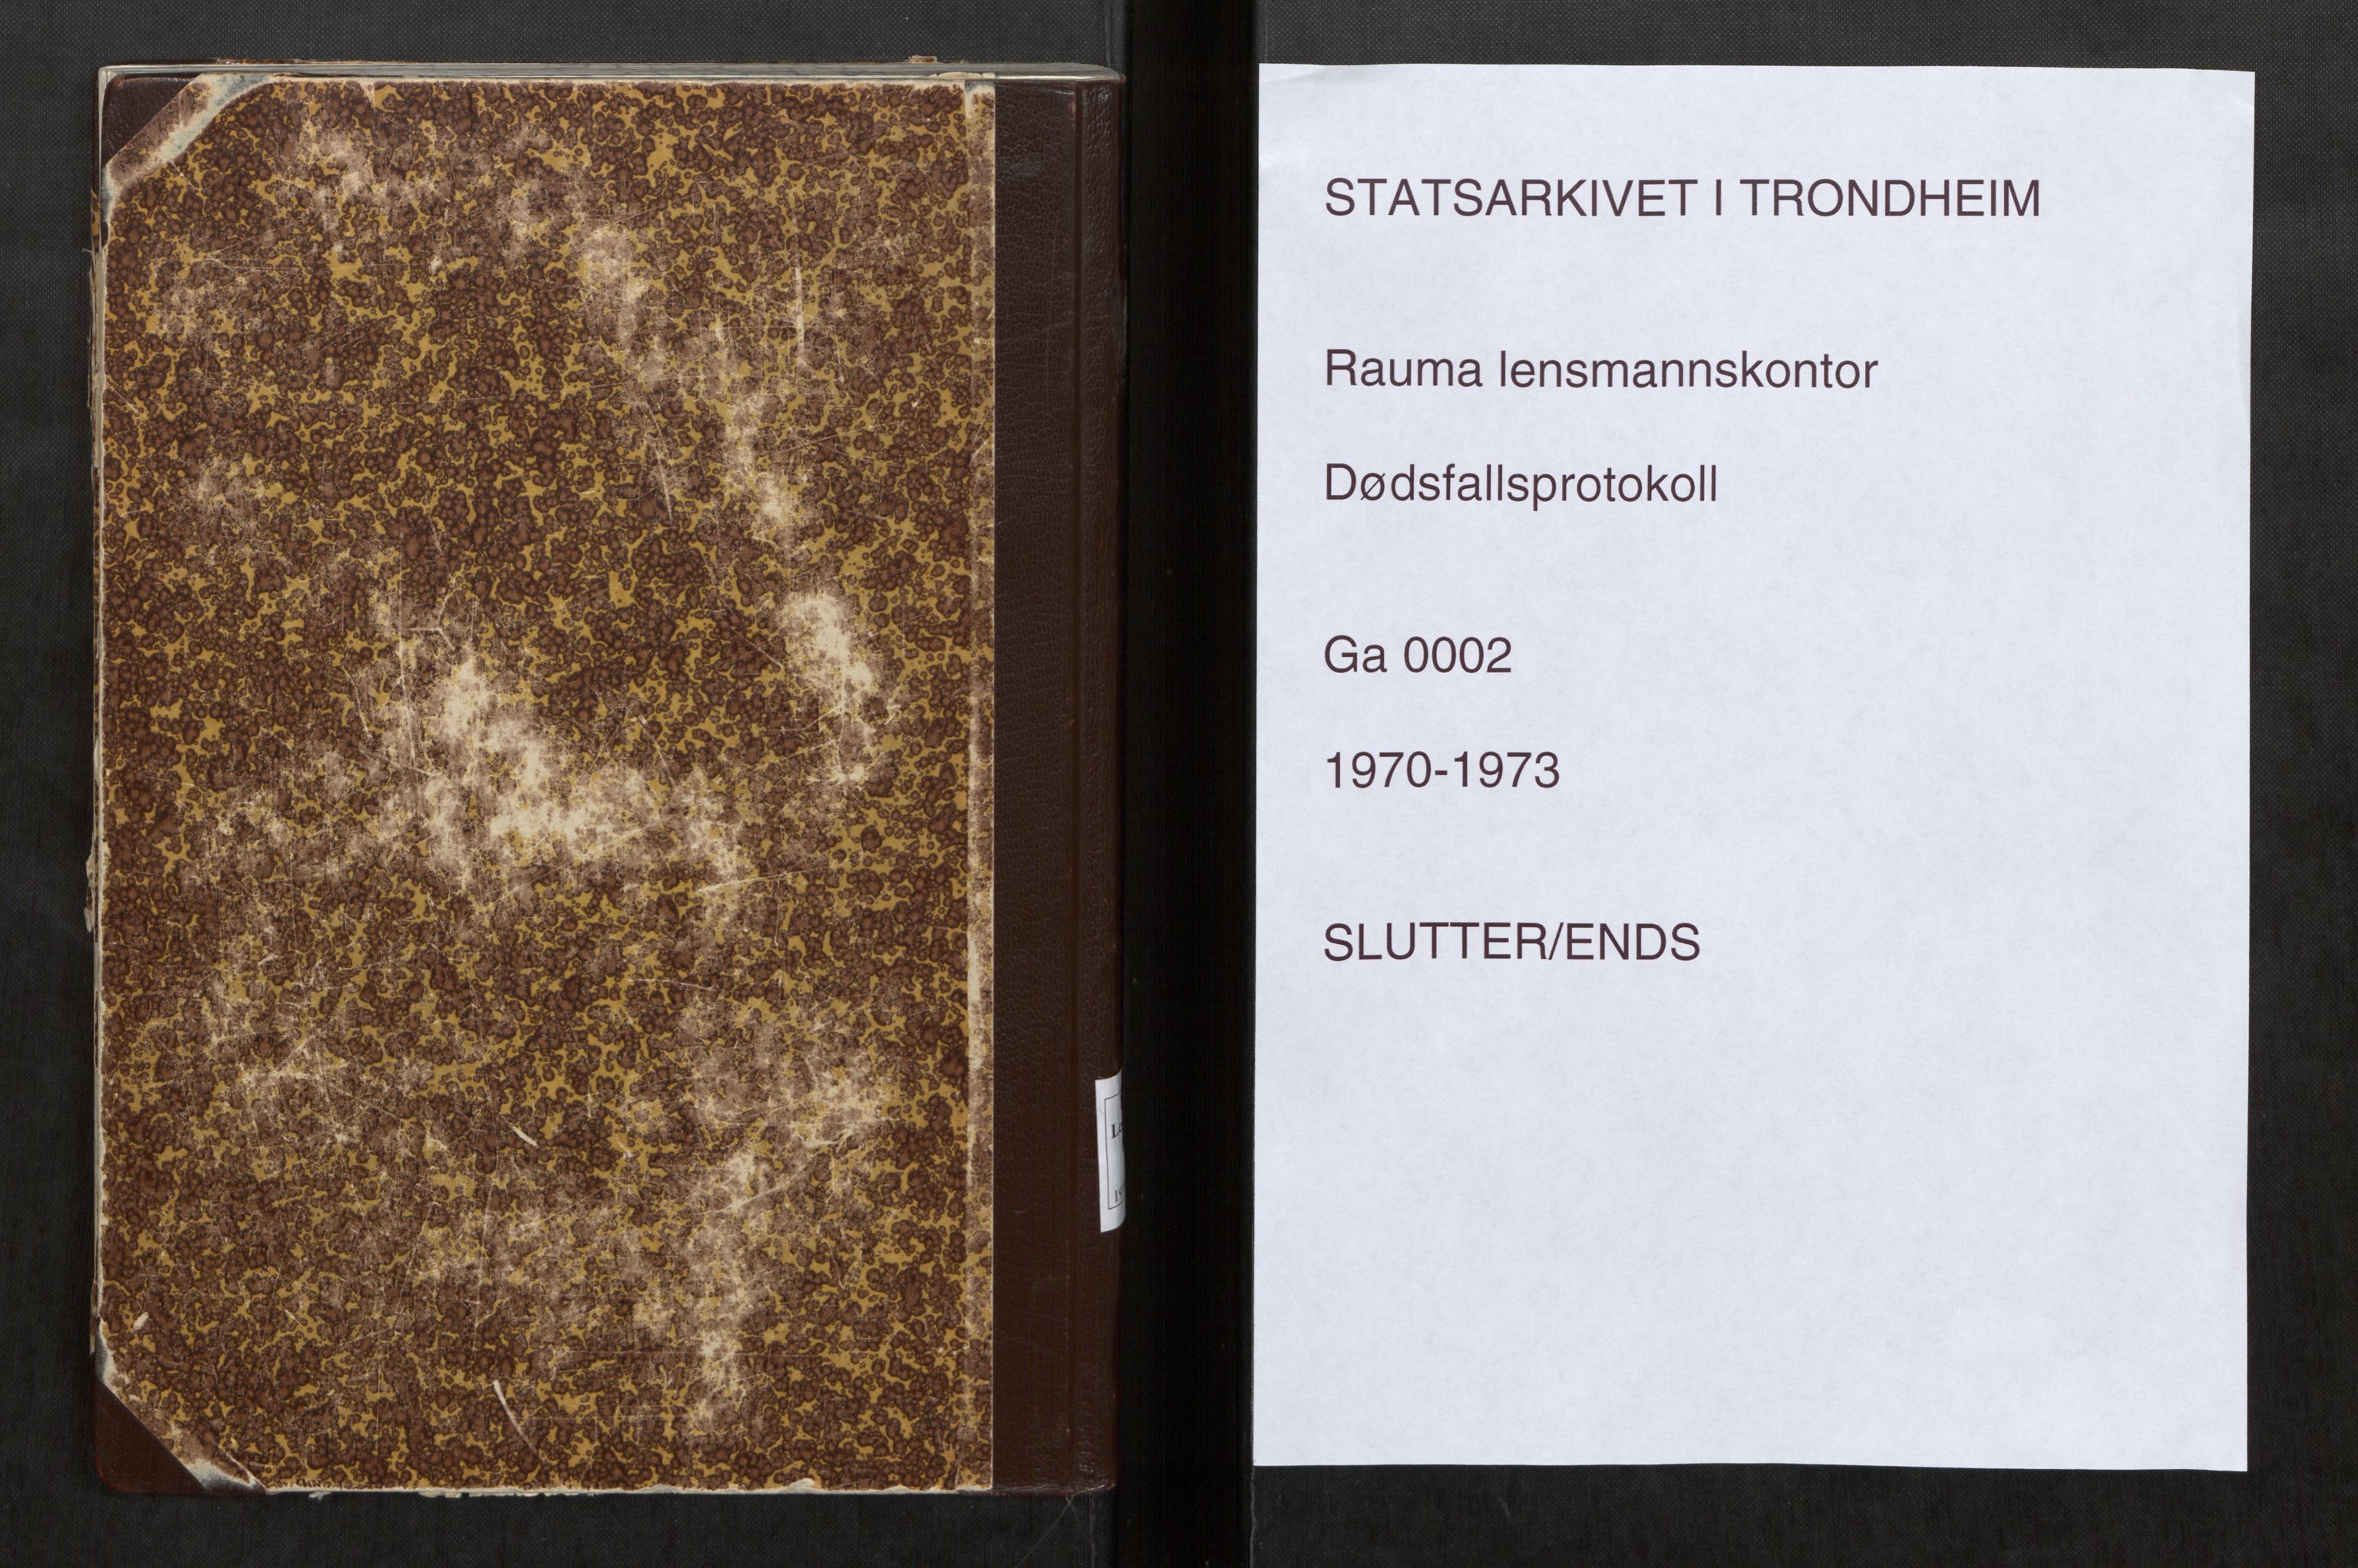 STATSARKIVET I TRONDHEIM
Rauma lensmannskontor
Dødsfallsprotokoll
Ga 0002
1970-1973
SLUTTER/ENDS